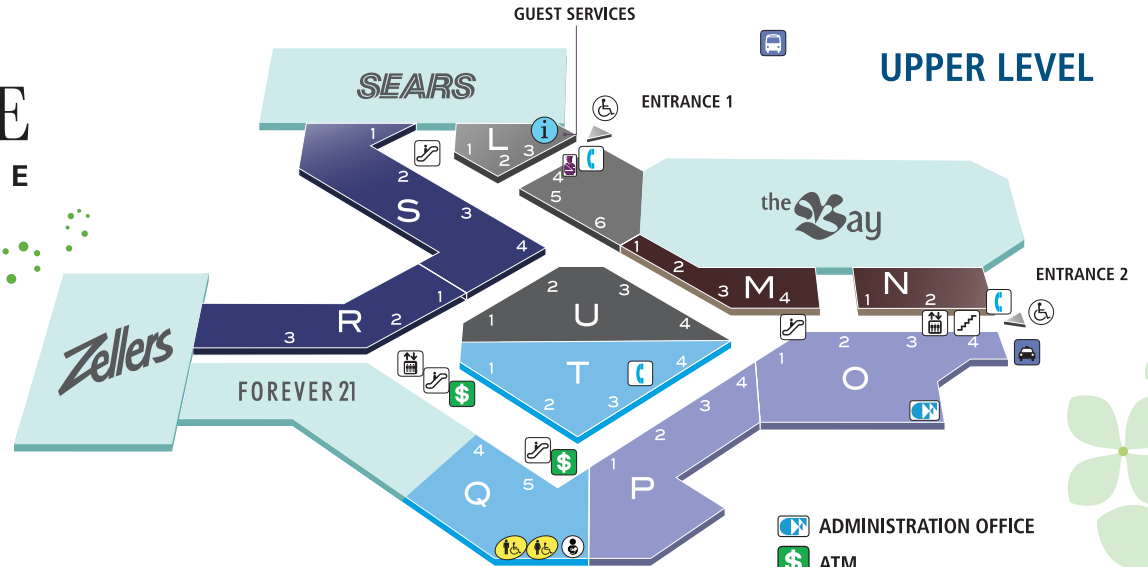 GUEST SERVICES
UPPER LEVEL
SEARS
ENTRANCE 1
E
E
1
L
i
1
2
3
2
4
5
6
S
3
4
the Bay
1
2
3
M
4
1
N
2
ENTRANCE 2
Zellers
3
R
2
1
2
3
1
U
4
1
T
4
2
3
$
FOREVER 21
1
2
3
4
O
4
3
2
1
P
4
5
Q
$
ADMINISTRATION OFFICE
$ ATM